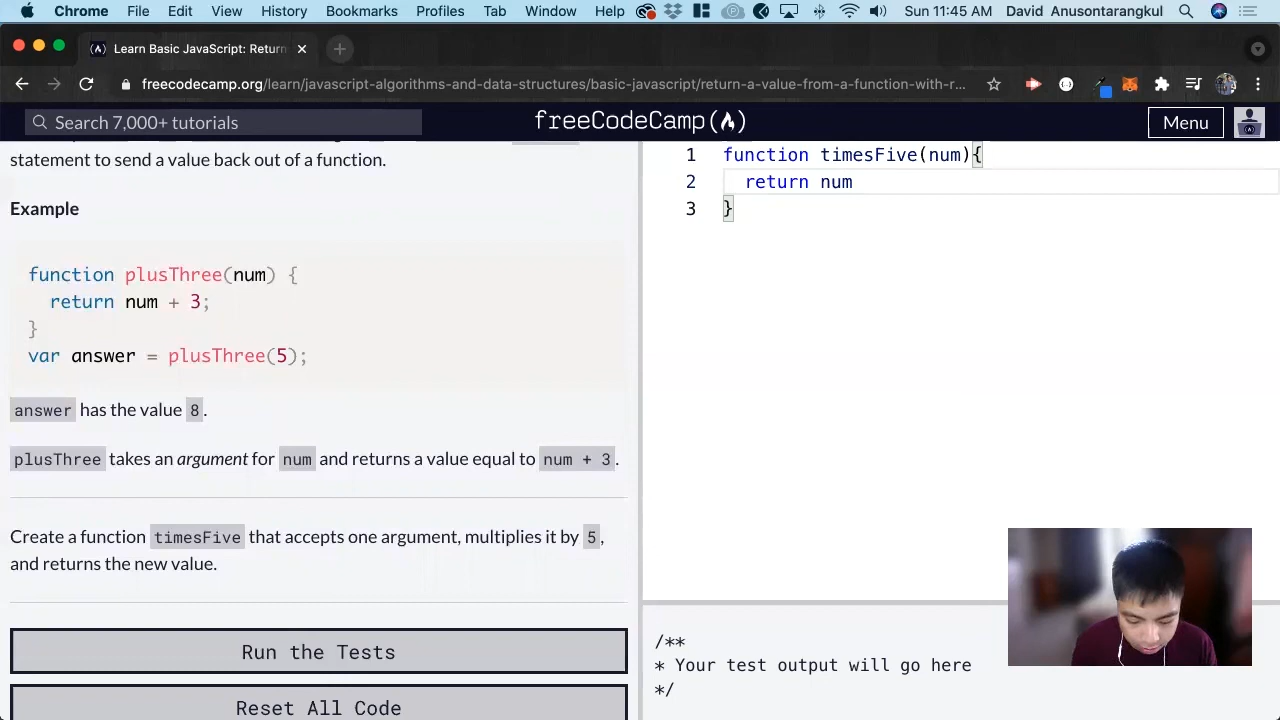 Chrome File Edit View History Bookmarks Profiles Tab Window Help Sun 11:45 AM David Anusontarangkul
Learn Basic JavaScript: Return
freecodecamp.org/learn/javascript-algorithms-and-data-structures/basic-javascript/return-a-value-from-a-function-with-r...
Search 7,000+ tutorials
freeCodeCamp
Menu
statement to send a value back out of a function.
Example
function plusThree(num) {
return num + 3;
}
var answer = plusThree(5);
answer has the value 8.
plusThree takes an argument for num and returns a value equal to num + 3.
Create a function timesFive that accepts one argument, multiplies it by 5,
and returns the new value.
Run the Tests
Reset All Code
1 function timesFive(num){
2 return num
3 }
/**
* Your test output will go here
*/